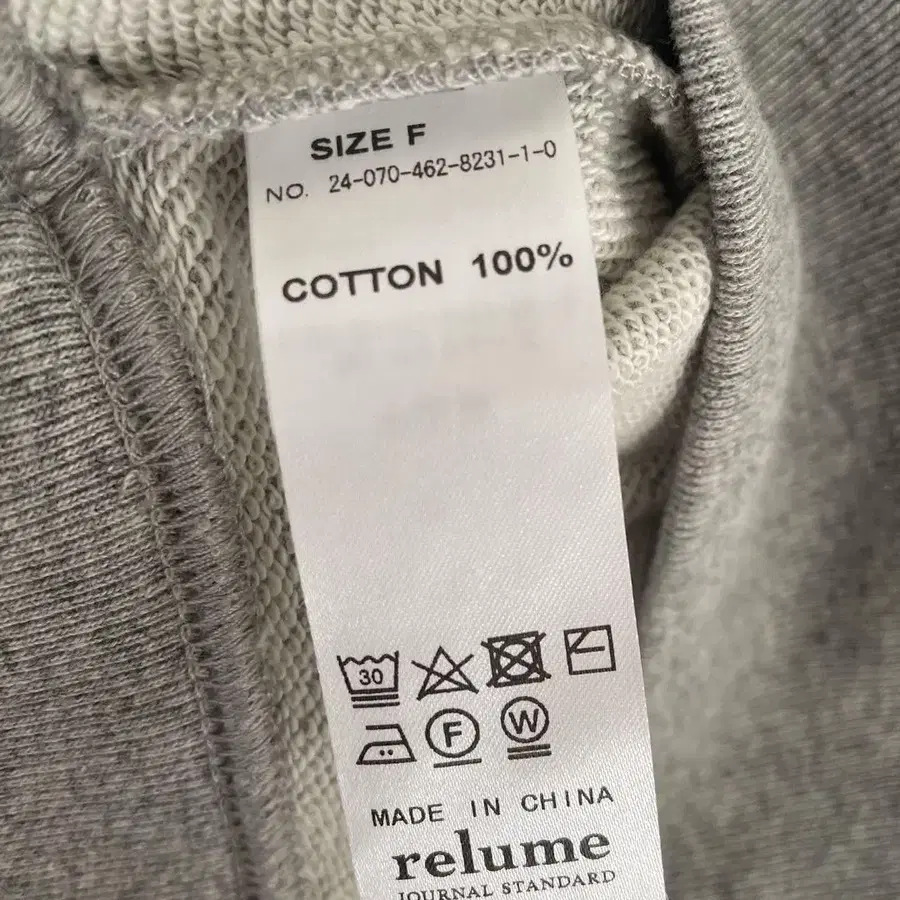 SIZE F
NO. 24-070-462-8231-1-0
COTTON 100%
30
F W
MADE IN CHINA
relume
JOURNAL STANDARD